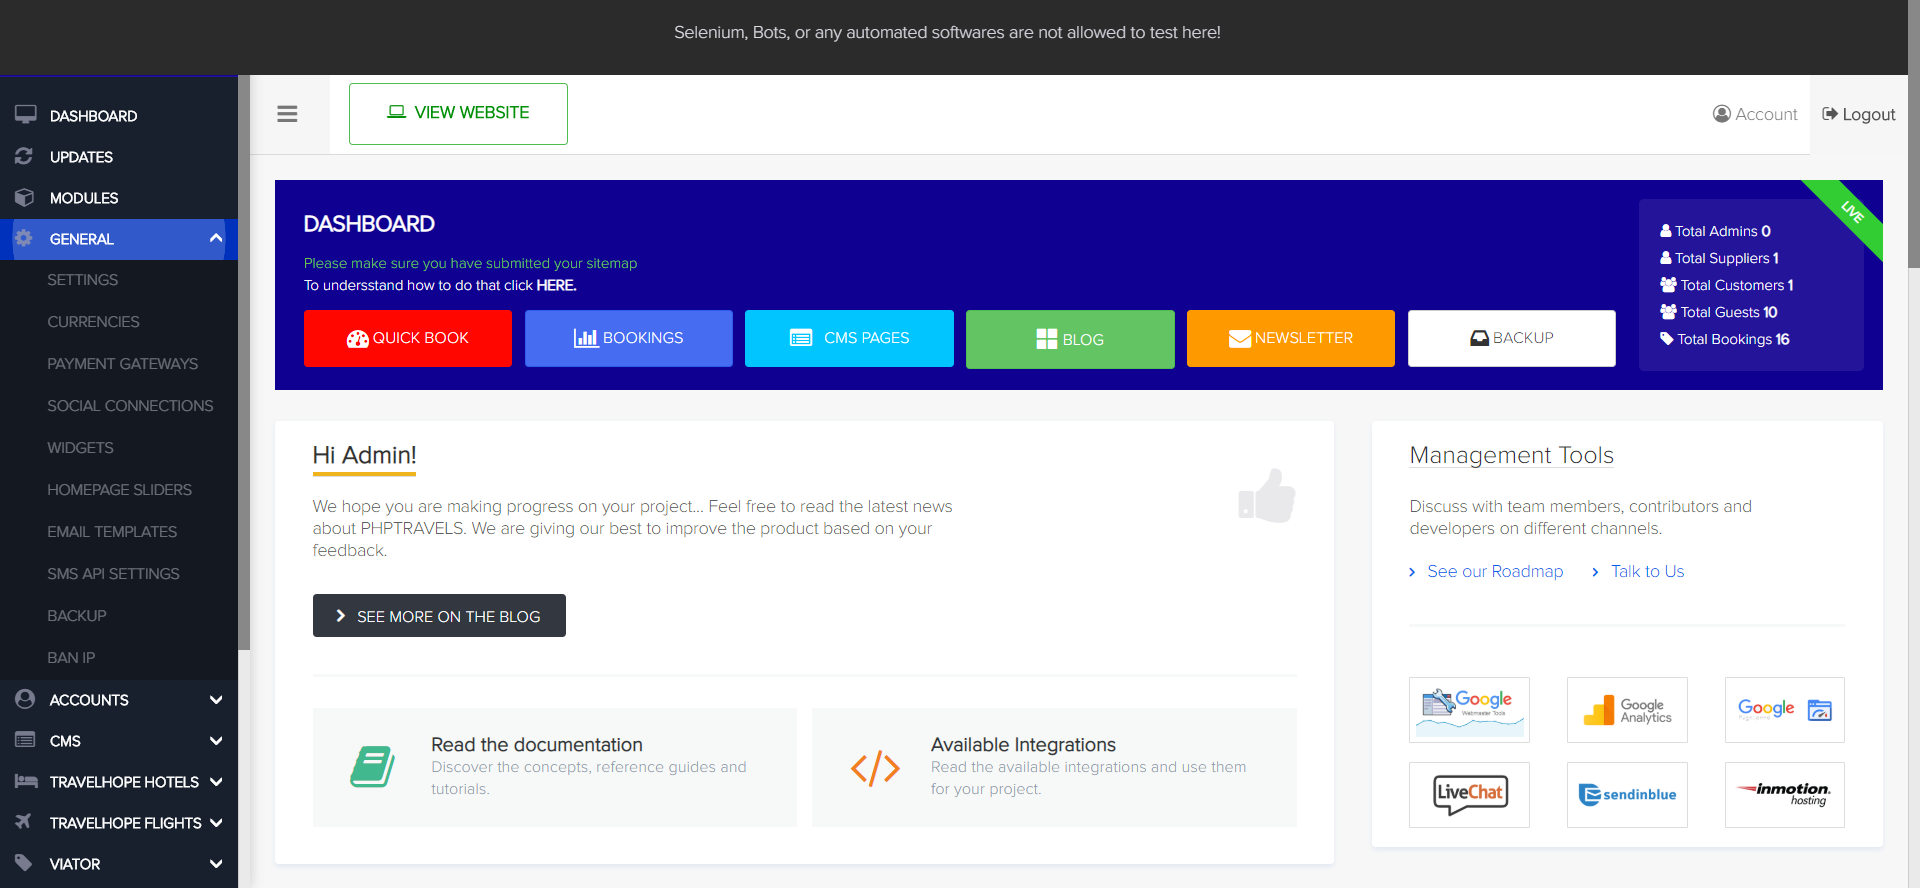 Selenium, Bots, or any automated softwares are not allowed to test here!
DASHBOARD
UPDATES
MODULES
GENERAL
SETTINGS
CURRENCIES
PAYMENT GATEWAYS
SOCIAL CONNECTIONS
WIDGETS
HOMEPAGE SLIDERS
EMAIL TEMPLATES
SMS API SETTINGS
BACKUP
BAN IP
ACCOUNTS
CMS
TRAVELHOPE HOTELS
TRAVELHOPE FLIGHTS
VIATOR
VIEW WEBSITE
Account
Logout
DASHBOARD
Please make sure you have submitted your sitemap
To undersstand how to do that click HERE.
QUICK BOOK
BOOKINGS
CMS PAGES
BLOG
NEWSLETTER
BACKUP
LIVE
Total Admins 0
Total Suppliers 1
Total Customers 1
Total Guests 10
Total Bookings 16
Hi Admin!
We hope you are making progress on your project... Feel free to read the latest news
about PHPTRAVELS. We are giving our best to improve the product based on your
feedback.
SEE MORE ON THE BLOG
Read the documentation
Discover the concepts, reference guides and
tutorials.
Available Integrations
Read the available integrations and use them
for your project.
Management Tools
Discuss with team members, contributors and
developers on different channels.
See our Roadmap
Talk to Us
Google
Webmaster Tools
Google
Analytics
Google
LiveChat
sendinblue
inmotion
hosting